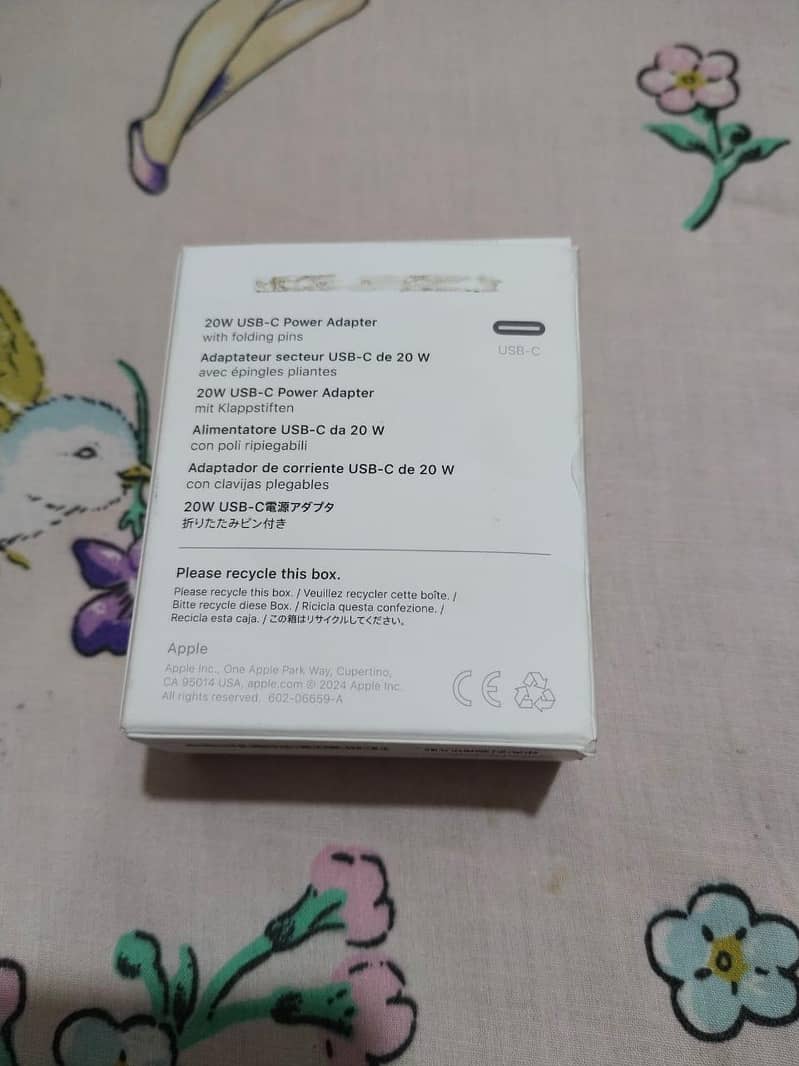 20W USB-C Power Adapter
with folding pins
USB-C
Adaptateur secteur USB-C de 20 W
avec épingles pliantes
20W USB-C Power Adapter
mit Klappstiften
Alimentatore USB-C da 20 W
con poli ripiegabili
Adaptador de corriente USB-C de 20 W
con clavijas plegables
20W USB-C電源アダプタ
折りたたみピン付き
Please recycle this box.
Please recycle this box. / Veuillez recycler cette boîte. /
Bitte recycle diese Box. / Ricicla questa confezione. /
Recicla esta caja. / この箱はリサイクルしてください。
Apple
Apple Inc., One Apple Park Way, Cupertino,
CA 95014 USA, apple.com © 2024 Apple Inc.
All rights reserved. 602-06659-A
CE